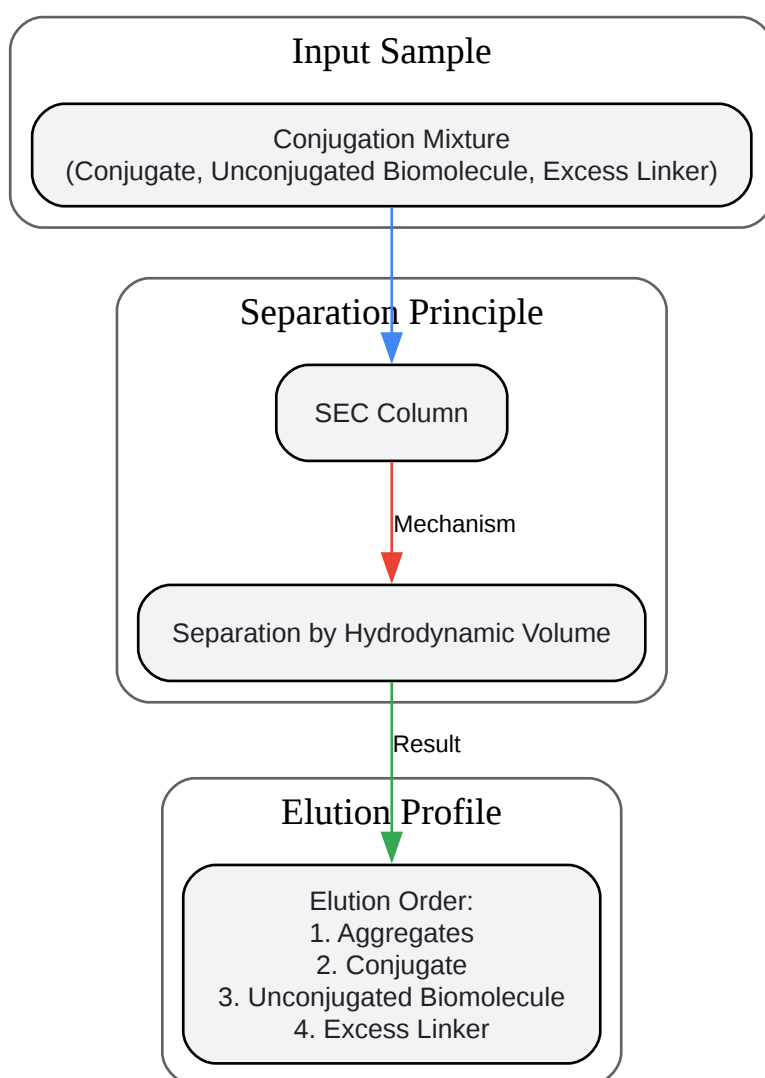 Input Sample
Conjugation Mixture
(Conjugate, Unconjugated Biomolecule, Excess Linker)
Separation Principle
SEC Column
Mechanism
Separation by Hydrodynamic Volume
Result
Elution Profile
Elution Order:
1. Aggregates
2. Conjugate
3. Unconjugated Biomolecule
4. Excess Linker